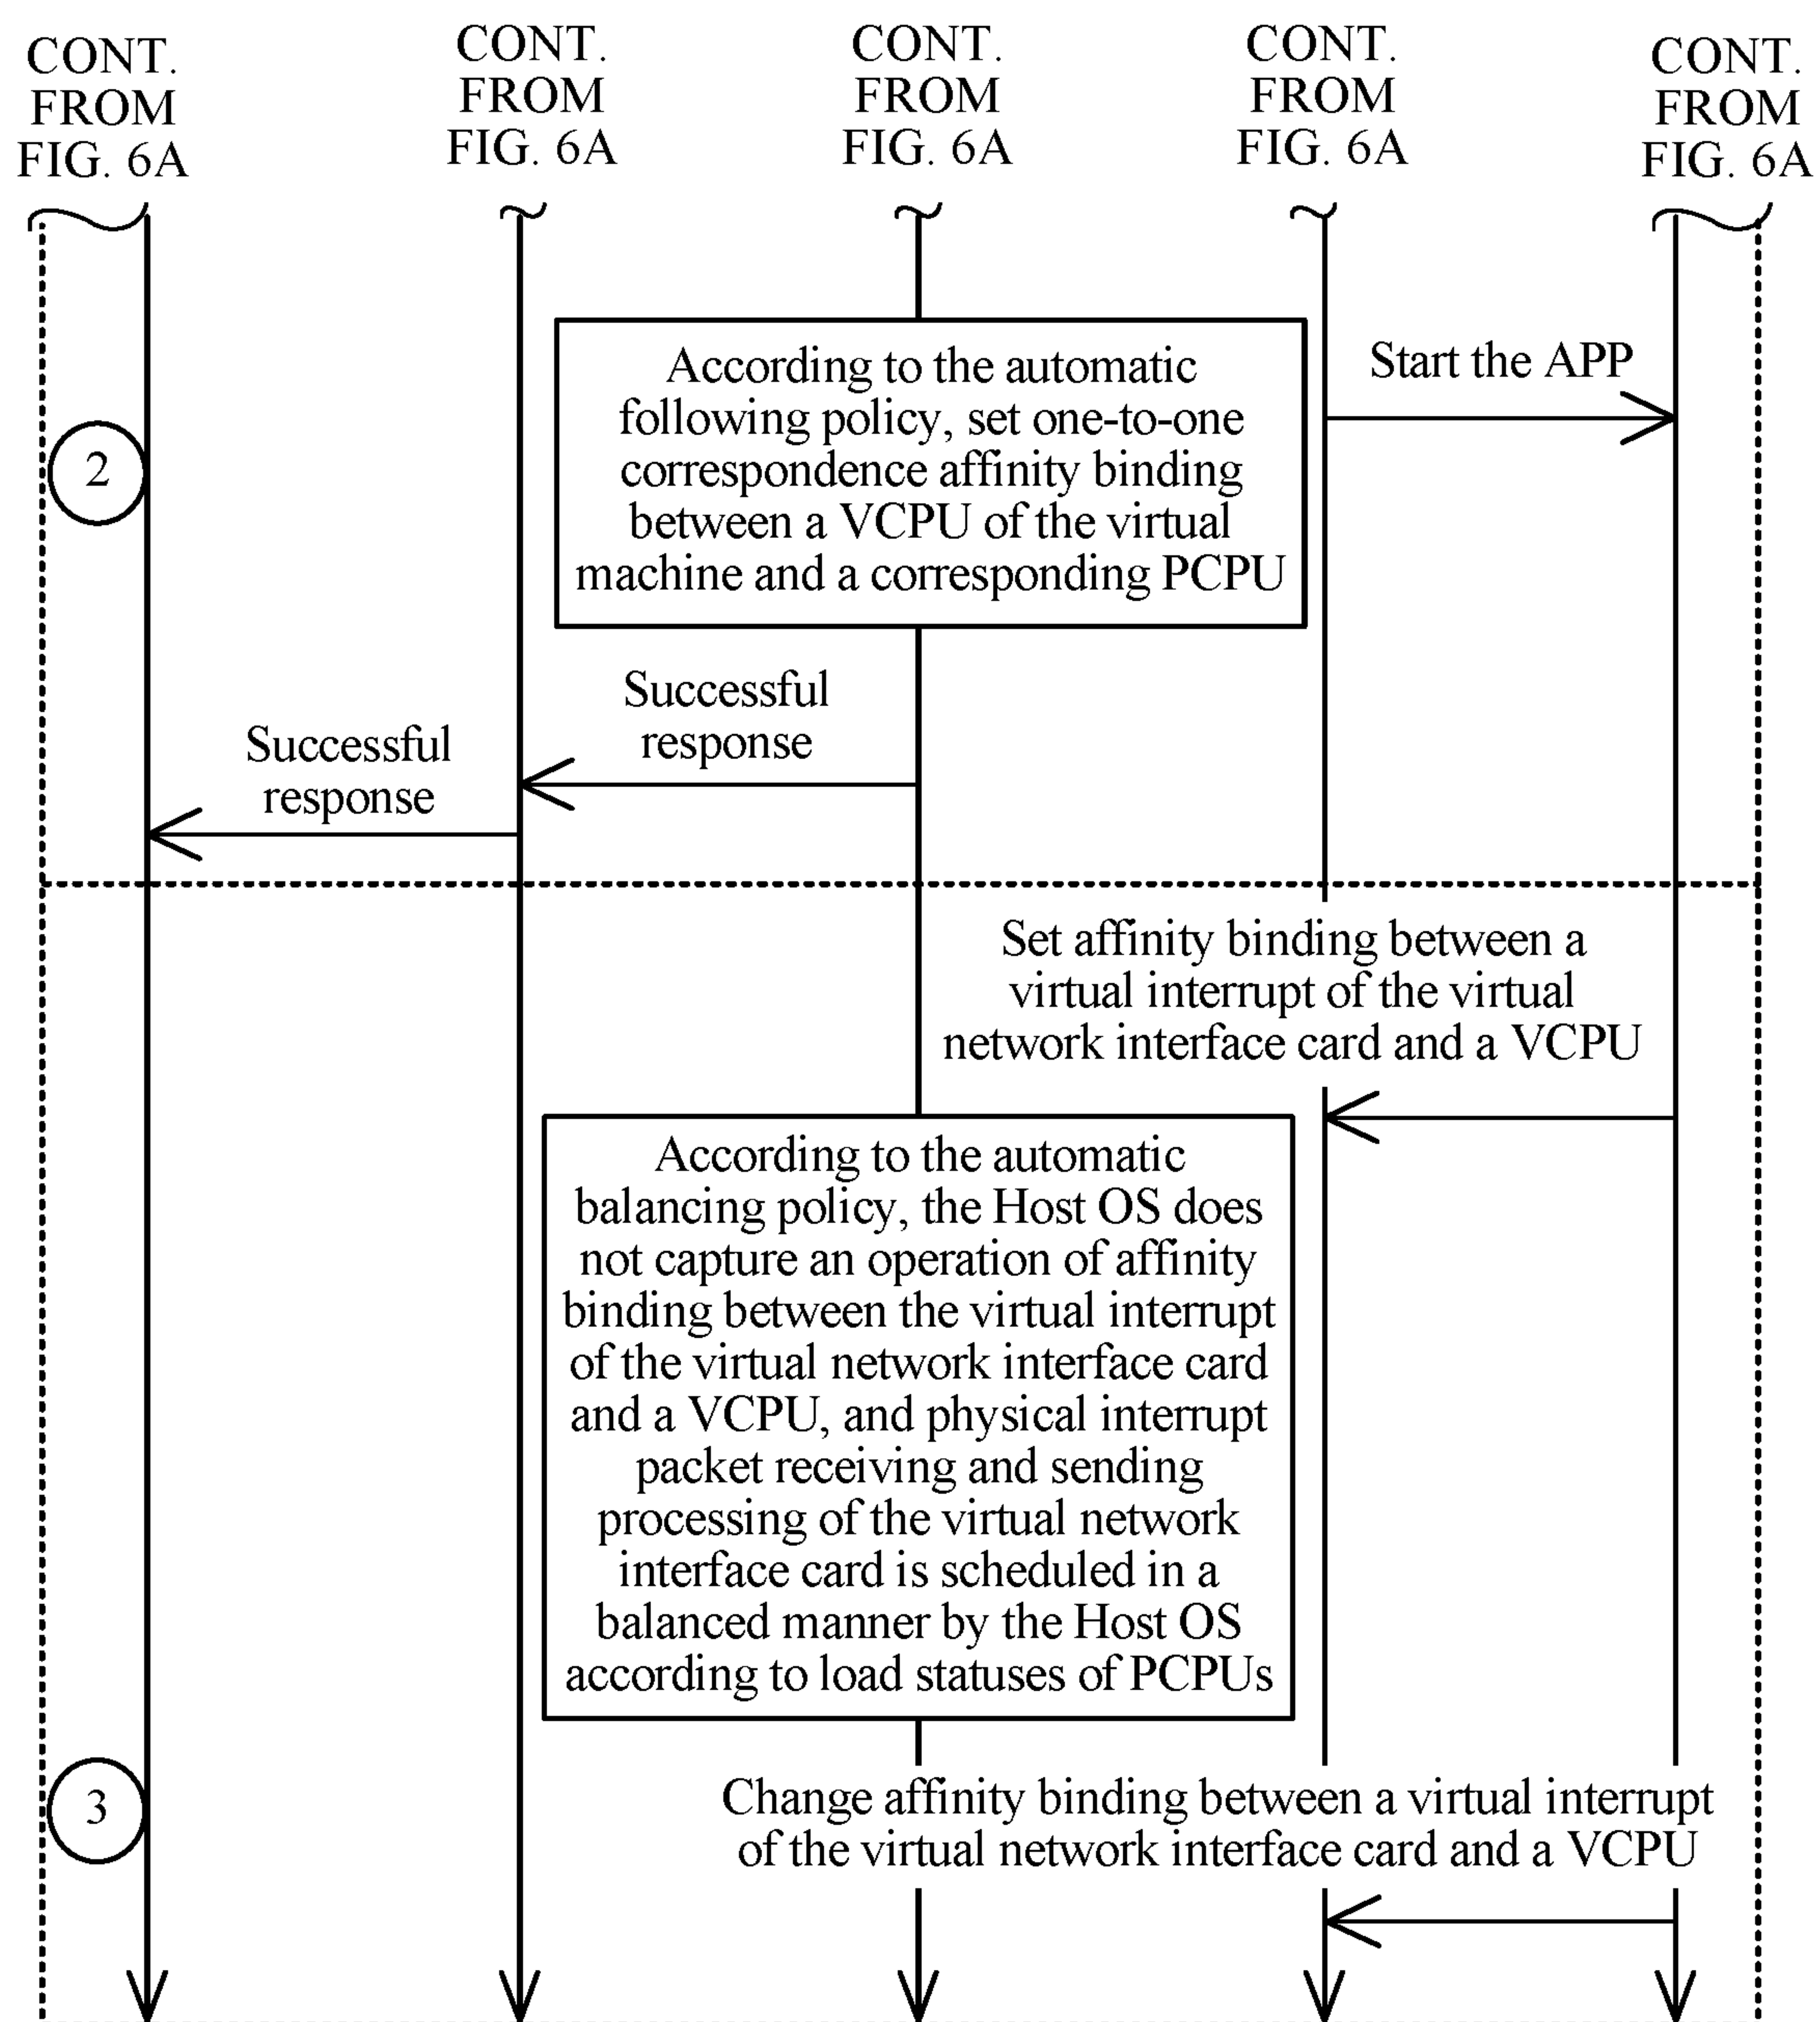 CONT.
FROM
FIG. 6A
CONT.
FROM
FIG. 6A
CONT.
FROM
FIG. 6A
CONT.
FROM
FIG. 6A
CONT.
FROM
FIG. 6A
According to the automatic
following policy, set one-to-one
correspondence affinity binding
between a VCPU of the virtual
machine and a corresponding PCPU
Start the APP
2
Successful
response
Successful
response
Set affinity binding between a
virtual interrupt of the virtual
network interface card and a VCPU
According to the automatic
balancing policy, the Host OS does
not capture an operation of affinity
binding between the virtual interrupt
of the virtual network interface card
and a VCPU, and physical interrupt
packet receiving and sending
processing of the virtual network
interface card is scheduled in a
balanced manner by the Host OS
according to load statuses of PCPUs
3
Change affinity binding between a virtual interrupt
of the virtual network interface card and a VCPU